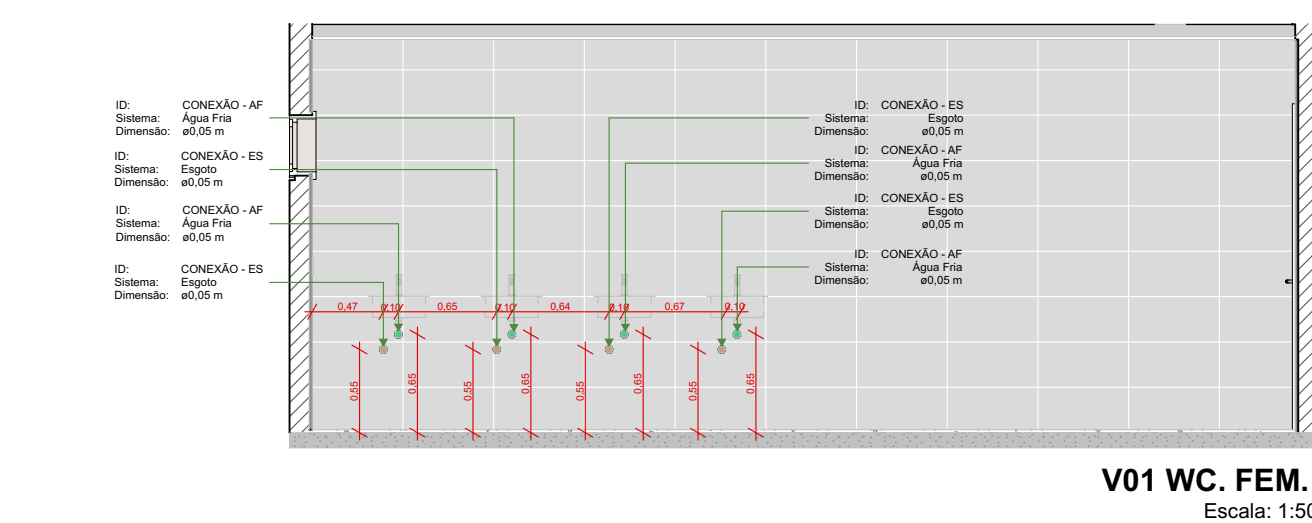 ID: CONEXÃO - AF
Sistema: Água Fria
Dimensão: ø0,05 m
ID: CONEXÃO - ES
Sistema: Esgoto
Dimensão: ø0,05 m
ID: CONEXÃO - AF
Sistema: Água Fria
Dimensão: ø0,05 m
ID: CONEXÃO - ES
Sistema: Esgoto
Dimensão: ø0,05 m
ID: CONEXÃO - ES
Sistema: Esgoto
Dimensão: ø0,05 m
ID: CONEXÃO - AF
Sistema: Água Fria
Dimensão: ø0,05 m
ID: CONEXÃO - ES
Sistema: Esgoto
Dimensão: ø0,05 m
ID: CONEXÃO - AF
Sistema: Água Fria
Dimensão: ø0,05 m
0,47 0,10 0,65 0,10 0,64 0,10 0,67 0,10
0,55 0,65 0,55 0,65 0,55 0,65 0,55 0,65
V01 WC. FEM.
Escala: 1:50